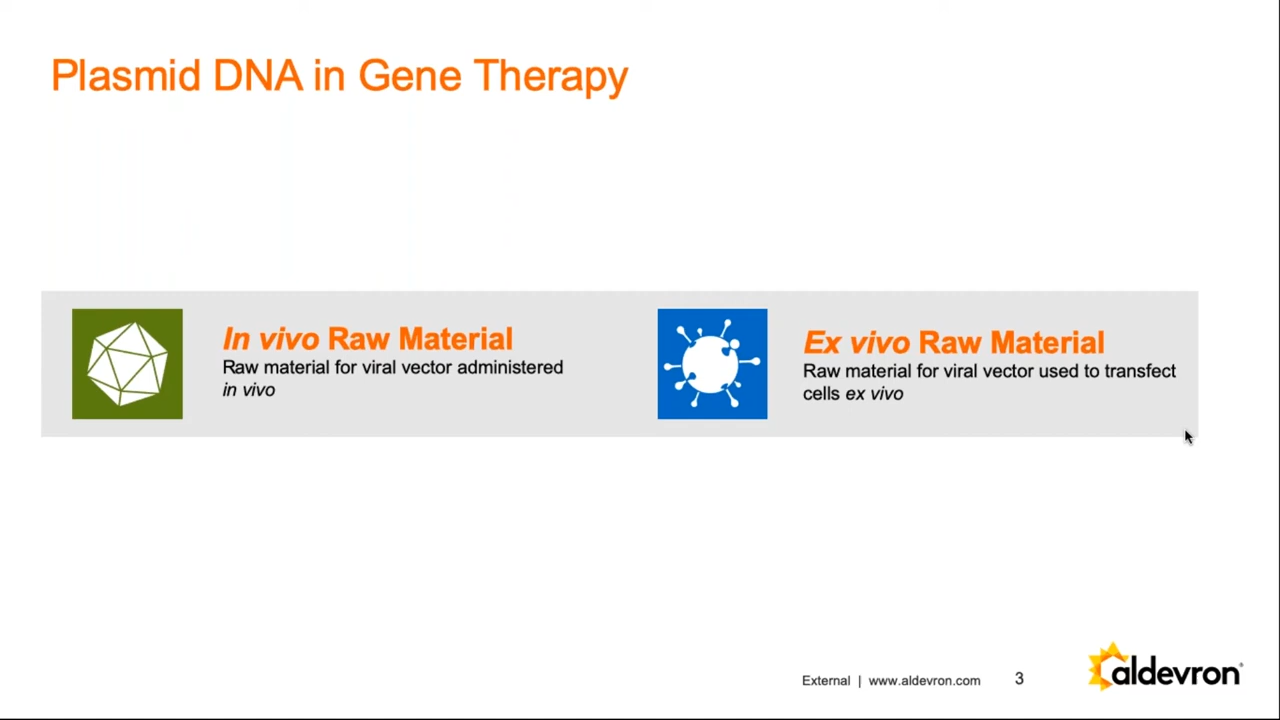 Plasmid DNA in Gene Therapy
In vivo Raw Material
Raw material for viral vector administered
in vivo
Ex vivo Raw Material
Raw material for viral vector used to transfect
cells ex vivo
External | www.aldevron.com 3
aldevron